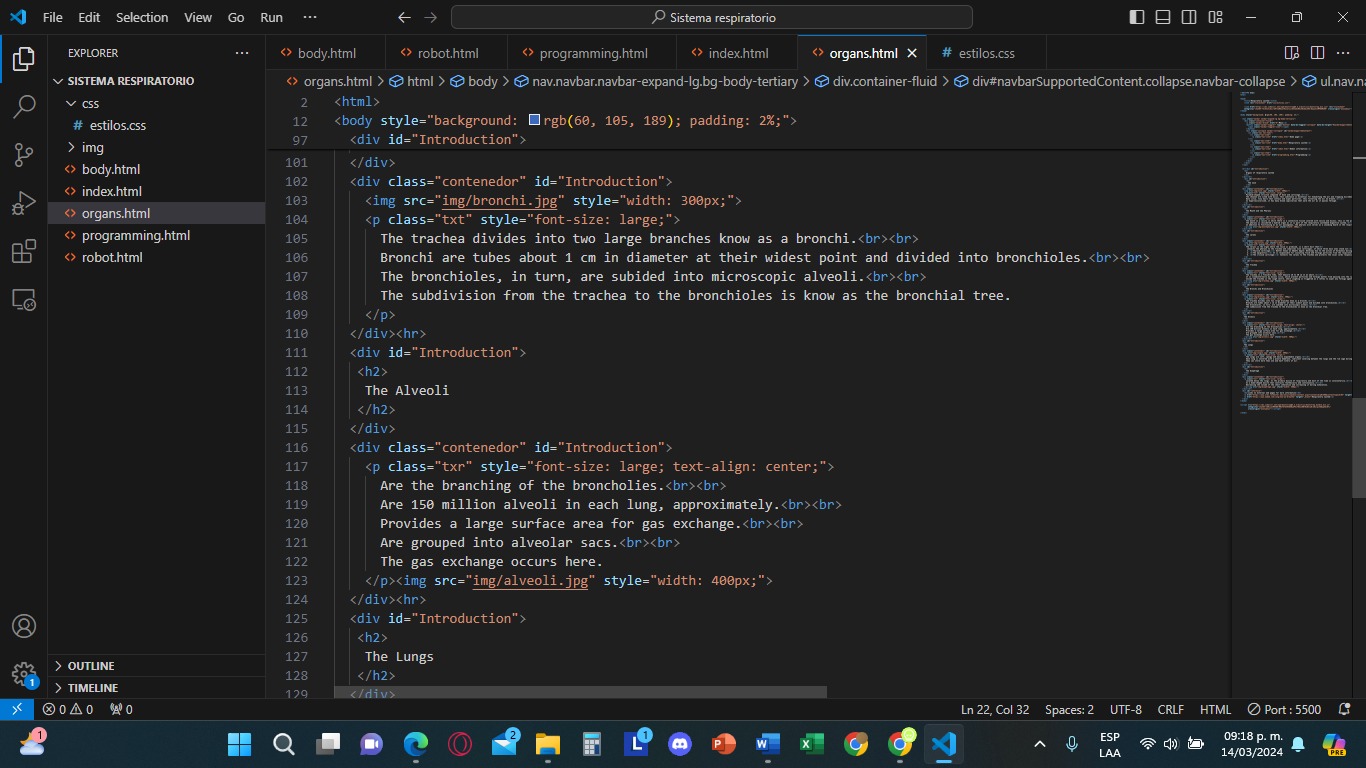 File Edit Selection View Go Run ··· Sistema respiratorio
EXPLORER ···
body.html robot.html programming.html index.html organs.html # estilos.css ···
SISTEMA RESPIRATORIO
css
# estilos.css
img
body.html
index.html
organs.html
programming.html
robot.html
OUTLINE
TIMELINE
organs.html > html > body > nav.navbar.navbar-expand-lg.bg-body-tertiary > div.container-fluid > div#navbarSupportedContent.collapse.navbar-collapse > ul.nav.na
2 <html>
12 <body style="background: rgb(60, 105, 189); padding: 2%;">
97 <div id="Introduction">
101 </div>
102 <div class="contenedor" id="Introduction">
103 <img src="img/bronchi.jpg" style="width: 300px;">
104 <p class="txt" style="font-size: large;">
105 The trachea divides into two large branches know as a bronchi.<br><br>
106 Bronchi are tubes about 1 cm in diameter at their widest point and divided into bronchioles.<br><br>
107 The bronchioles, in turn, are subided into microscopic alveoli.<br><br>
108 The subdivision from the trachea to the bronchioles is know as the bronchial tree.
109 </p>
110 </div><hr>
111 <div id="Introduction">
112 <h2>
113 The Alveoli
114 </h2>
115 </div>
116 <div class="contenedor" id="Introduction">
117 <p class="txr" style="font-size: large; text-align: center;">
118 Are the branching of the broncholies.<br><br>
119 Are 150 million alveoli in each lung, approximately.<br><br>
120 Provides a large surface area for gas exchange.<br><br>
121 Are grouped into alveolar sacs.<br><br>
122 The gas exchange occurs here.
123 </p><img src="img/alveoli.jpg" style="width: 400px;">
124 </div><hr>
125 <div id="Introduction">
126 <h2>
127 The Lungs
128 </h2>
129 </div>
1
0 0 0 Ln 22, Col 32 Spaces: 2 UTF-8 CRLF HTML Port : 5500
1 2 1 ESP 09:18 p. m.
LAA 14/03/2024 PRE